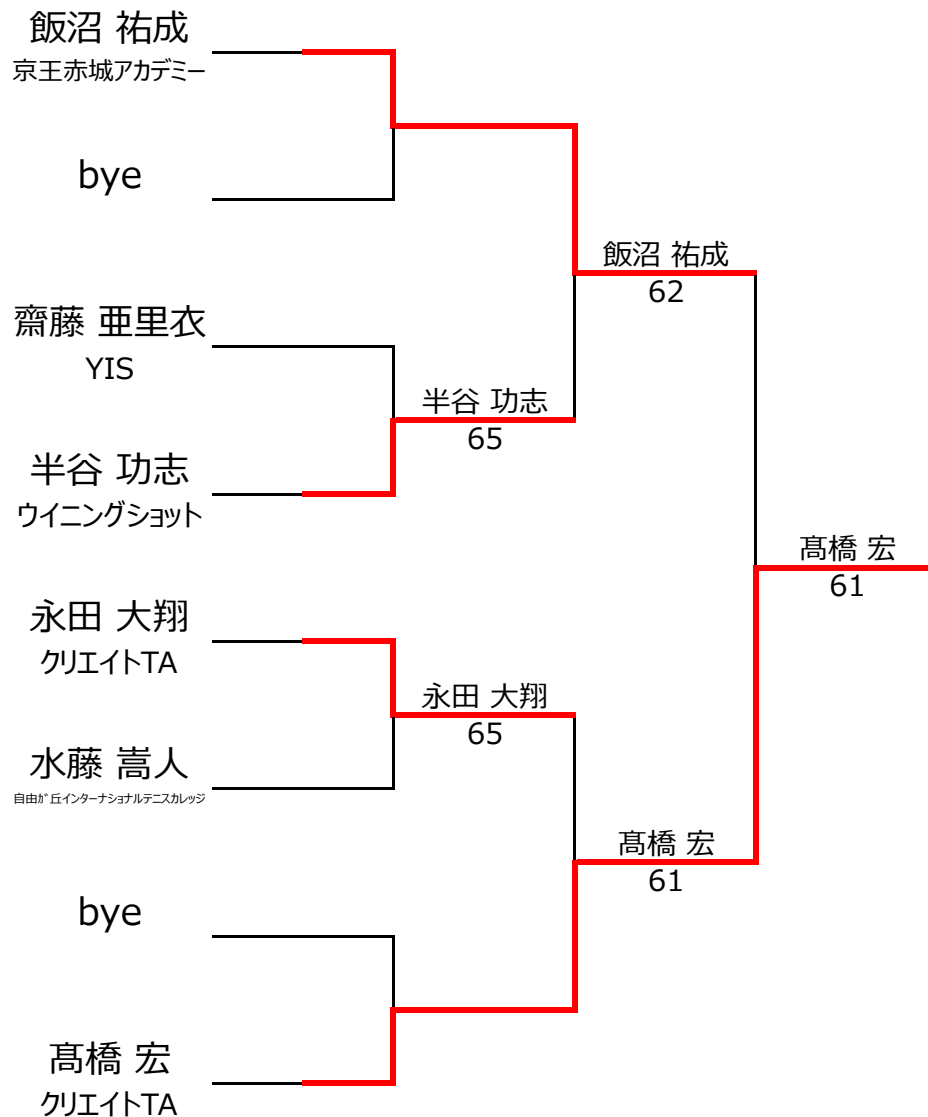 飯沼 祐成
京王赤城アカデミー
bye
齋藤 亜里衣
YIS
半谷 功志
ウイニングショット
永田 大翔
クリエイトTA
水藤 嵩人
自由が丘インターナショナルテニスカレッジ
bye
髙橋 宏
クリエイトTA
半谷 功志
65
永田 大翔
65
飯沼 祐成
62
髙橋 宏
61
髙橋 宏
61